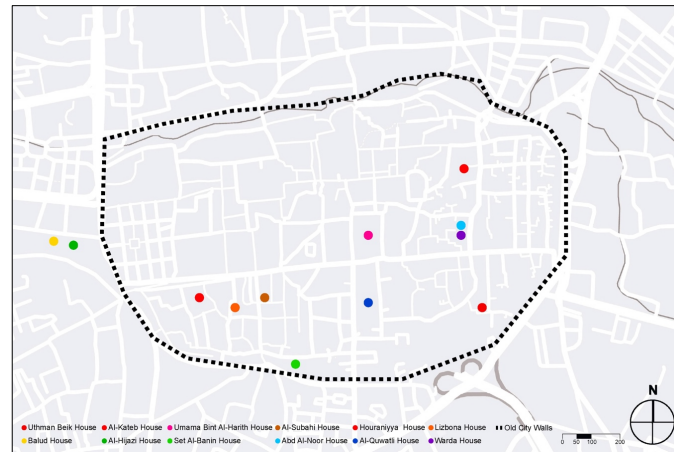 N
Uthman Beik House Al-Kateb House Umama Bint Al-Harith House Al-Subahi House Houraniyya House Lizbona House Old City Walls
Balud House Al-Hijazi House Set Al-Banin House Abd Al-Noor House Al-Quwatli House Warda House
0 50 100 200